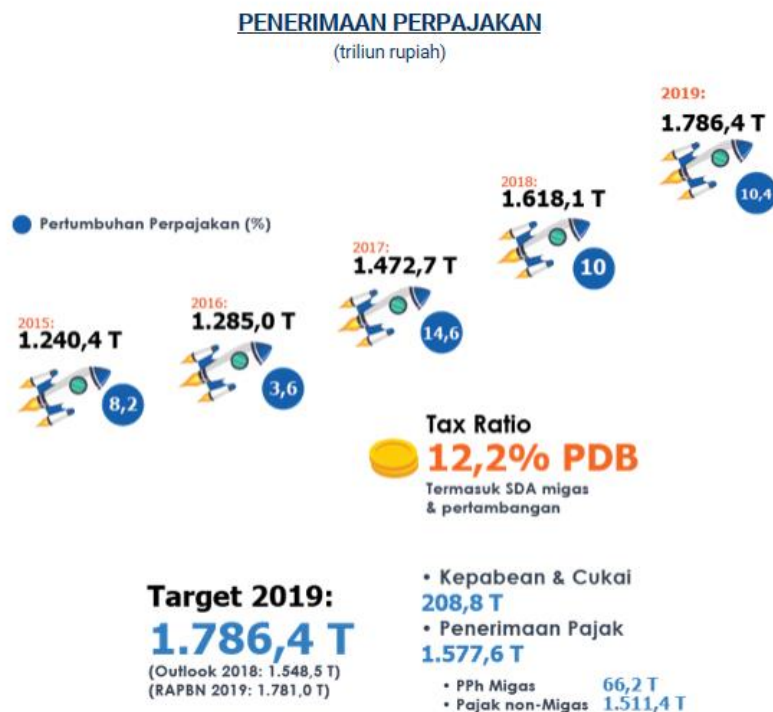 PENERIMAAN PERPAJAKAN
(triliun rupiah)
2019:
1.786,4 T
10,4
2018:
1.618,1 T
10
Pertumbuhan Perpajakan (%)
2017:
1.472,7 T
14,6
2016:
1.285,0 T
3,6
2015:
1.240,4 T
8,2
Tax Ratio
12,2% PDB
Termasuk SDA migas
& pertambangan
Target 2019:
1.786,4 T
(Outlook 2018: 1.548,5 T)
(RAPBN 2019: 1.781,0 T)
• Kepabean & Cukai
208,8 T
• Penerimaan Pajak
1.577,6 T
• PPh Migas 66,2 T
• Pajak non-Migas 1.511,4 T